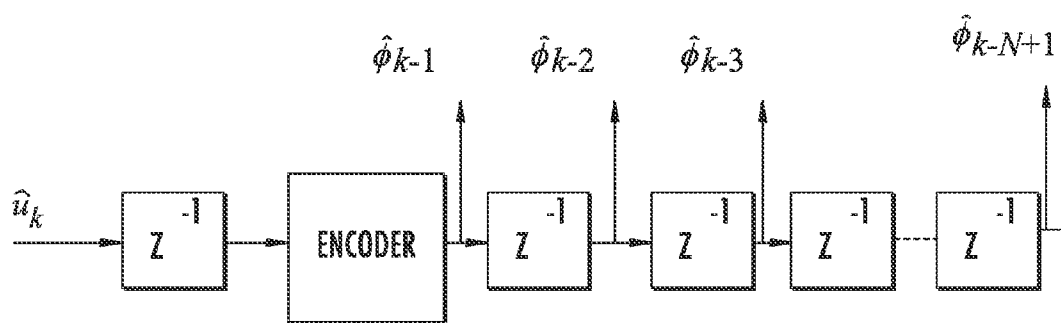 ϕ̂k-1
ϕ̂k-2
ϕ̂k-3
ϕ̂k-N+1
ûk
Z-1
ENCODER
Z-1
Z-1
Z-1
Z-1